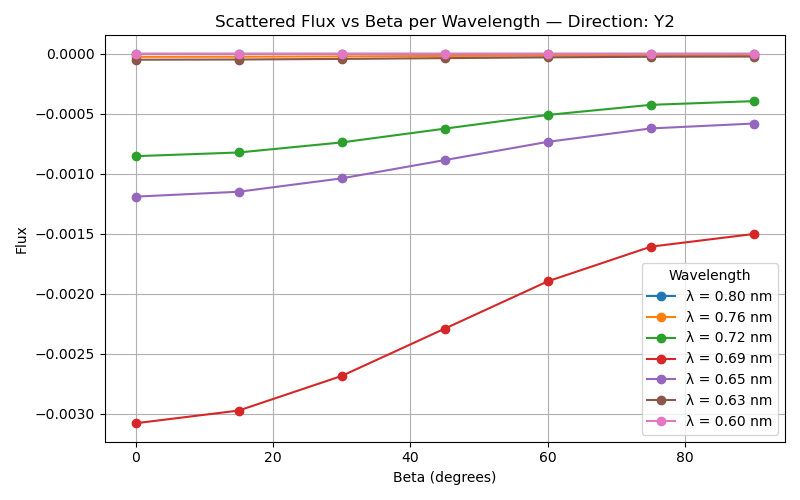 Scattered Flux vs Beta per Wavelength — Direction: Y2
Flux
0.0000
−0.0005
−0.0010
−0.0015
−0.0020
−0.0025
−0.0030
Wavelength
λ = 0.80 nm
λ = 0.76 nm
λ = 0.72 nm
λ = 0.69 nm
λ = 0.65 nm
λ = 0.63 nm
λ = 0.60 nm
0 20 40 60 80
Beta (degrees)